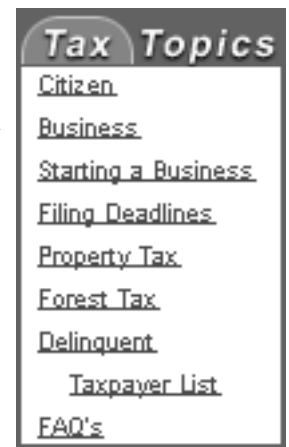 Tax Topics
Citizen
Business
Starting a Business
Filing Deadlines
Property Tax
Forest Tax
Delinquent
Taxpayer List
FAQ's